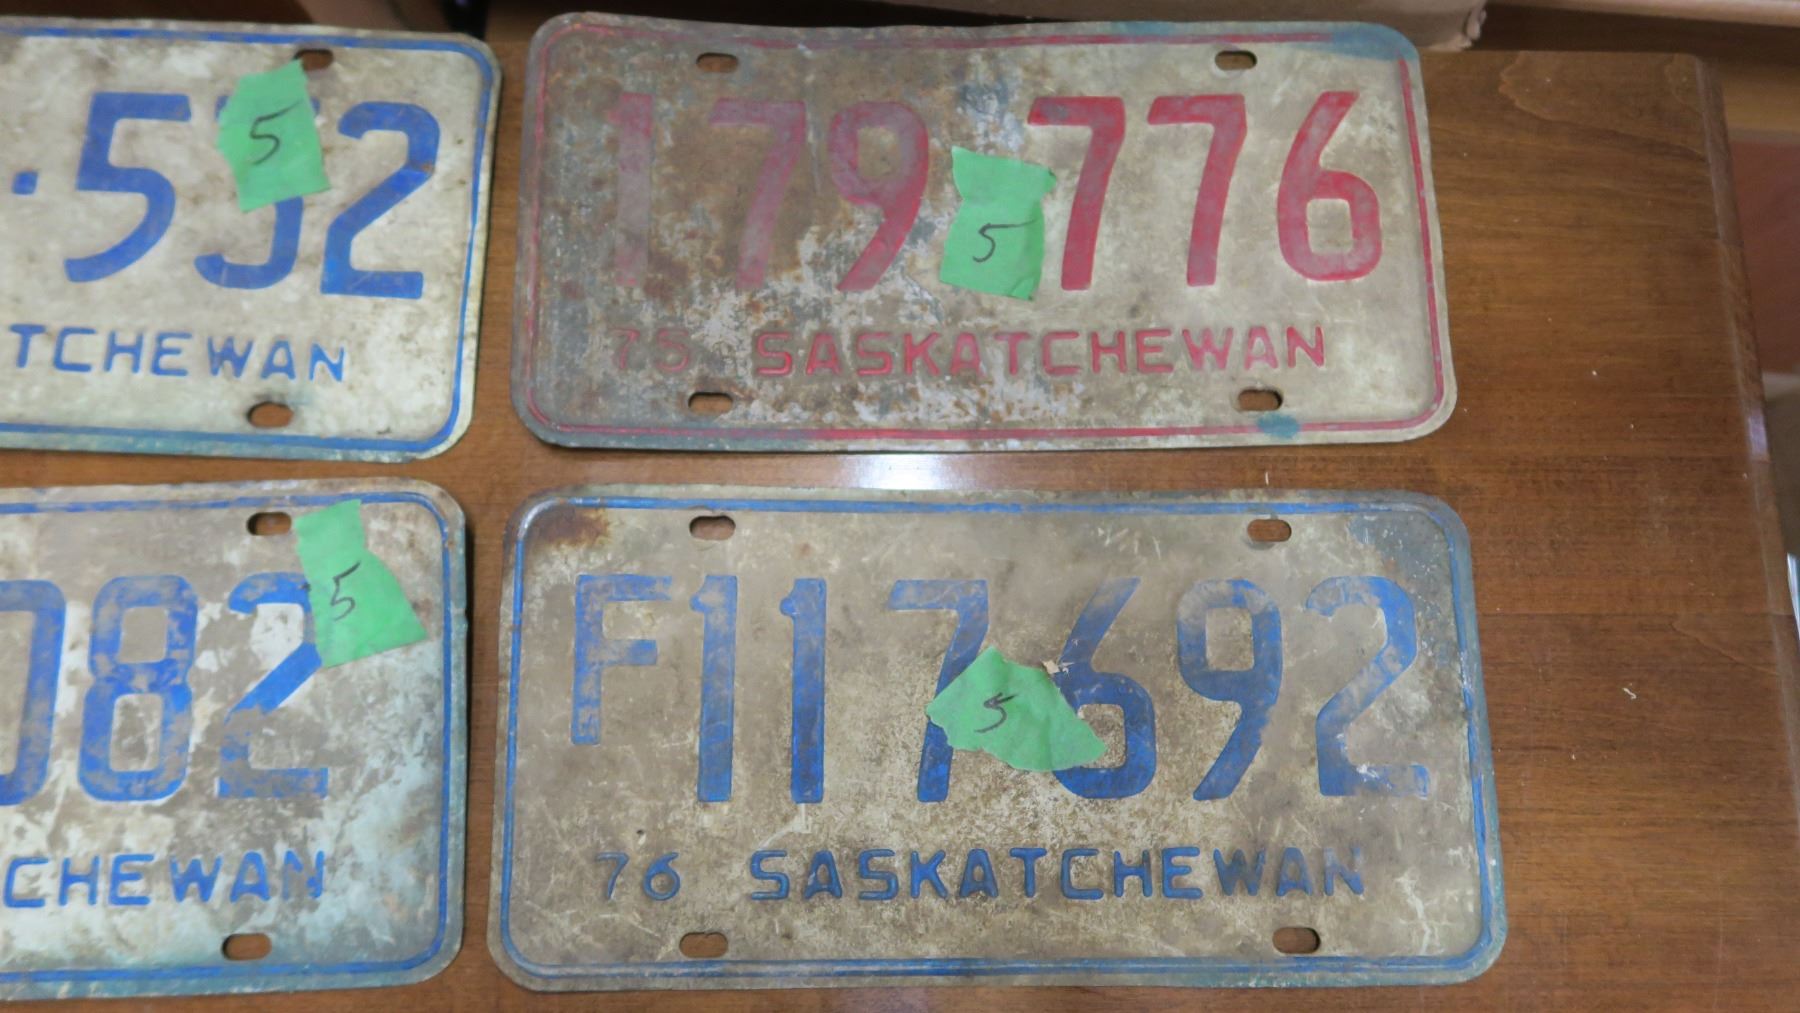 ·552
5
TCHEWAN
179 776
5
75 SASKATCHEWAN
082
5
CHEWAN
F117692
5
76 SASKATCHEWAN